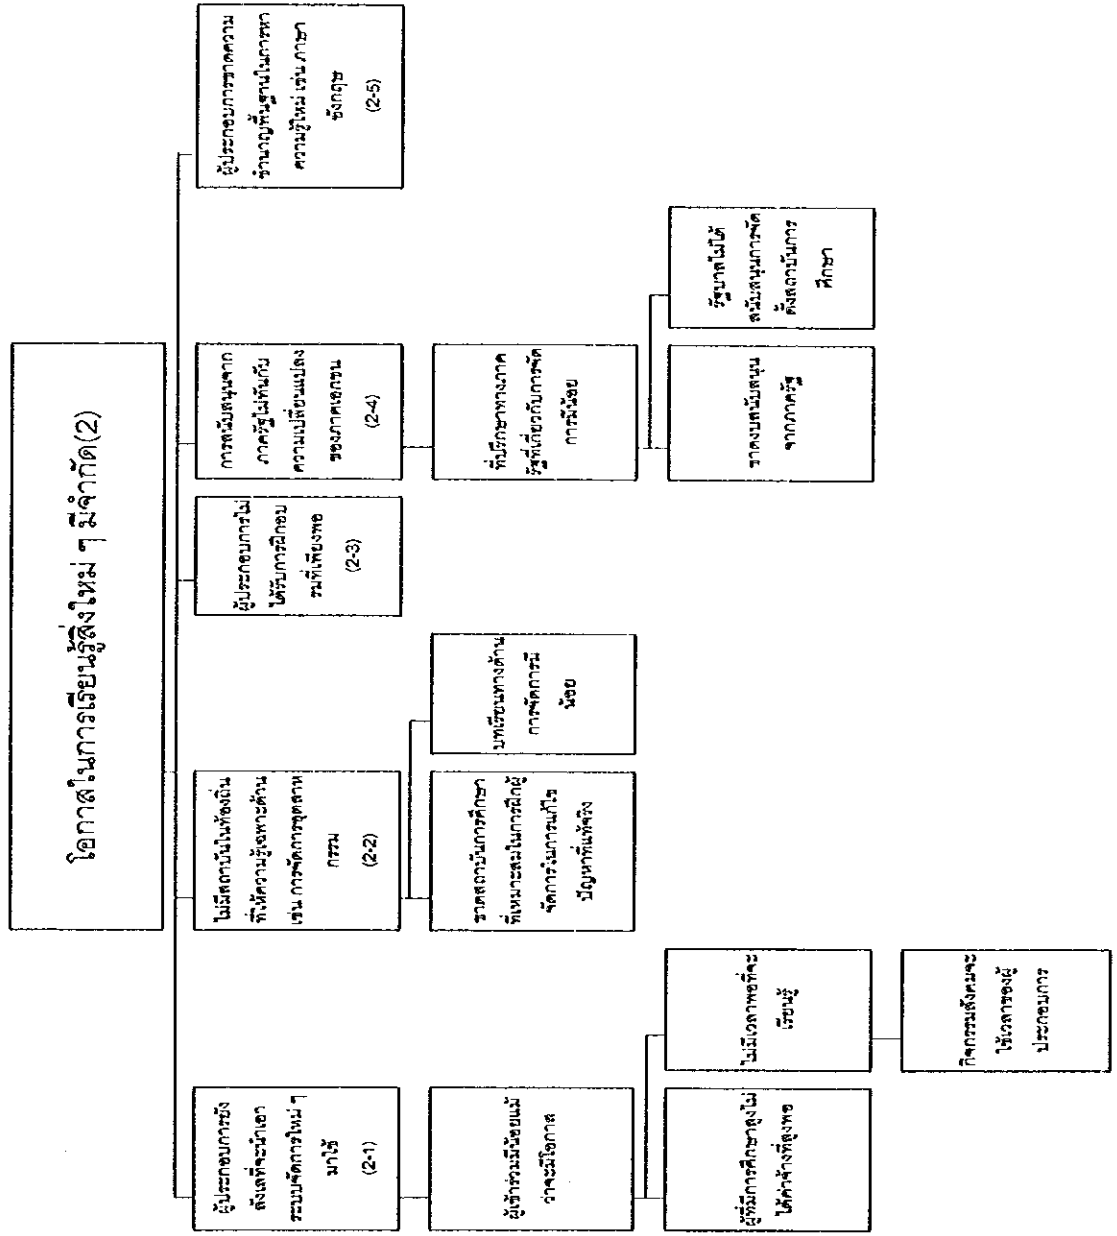 โอกาสในการเรียนรู้สิ่งใหม่ ๆ มีจำกัด(2)
ผู้ประกอบการยัง
ลังเลที่จะนำเอา
ระบบจัดการใหม่ ๆ
มาใช้
(2-1)
ไม่มีสถาบันในท้องถิ่น
ที่ให้ความรู้เฉพาะด้าน
เช่น การจัดการอุตสาห
กรรม
(2-2)
ผู้ประกอบการไม่
ได้รับการฝึกอบ
รมที่เพียงพอ
(2-3)
การสนับสนุนจาก
ภาครัฐไม่ทันกับ
ความเปลี่ยนแปลง
ของภาคเอกชน
(2-4)
ผู้ประกอบการขาดความ
ชำนาญพื้นฐานในการหา
ความรู้ใหม่ เช่น ภาษา
อังกฤษ
(2-5)
ผู้เข้าร่วมมีน้อยแม้
ว่าจะมีโอกาส
ขาดสถาบันการศึกษา
ที่เหมาะสมในการฝึกผู้
จัดการในการแก้ไข
ปัญหาที่แท้จริง
บทเรียนทางด้าน
การจัดการมี
น้อย
ที่ปรึกษาทางภาค
รัฐที่เกี่ยวกับการจัด
การมีน้อย
ผู้ที่มีการศึกษาสูงไม่
ได้ค่าจ้างที่สูงพอ
ไม่มีเวลาพอที่จะ
เรียนรู้
ขาดงบสนับสนุน
จากภาครัฐ
รัฐบาลไม่ได้
สนับสนุนการจัด
ตั้งสถาบันการ
ศึกษา
กิจกรรมสังคมจะ
ใช้เวลาของผู้
ประกอบการ